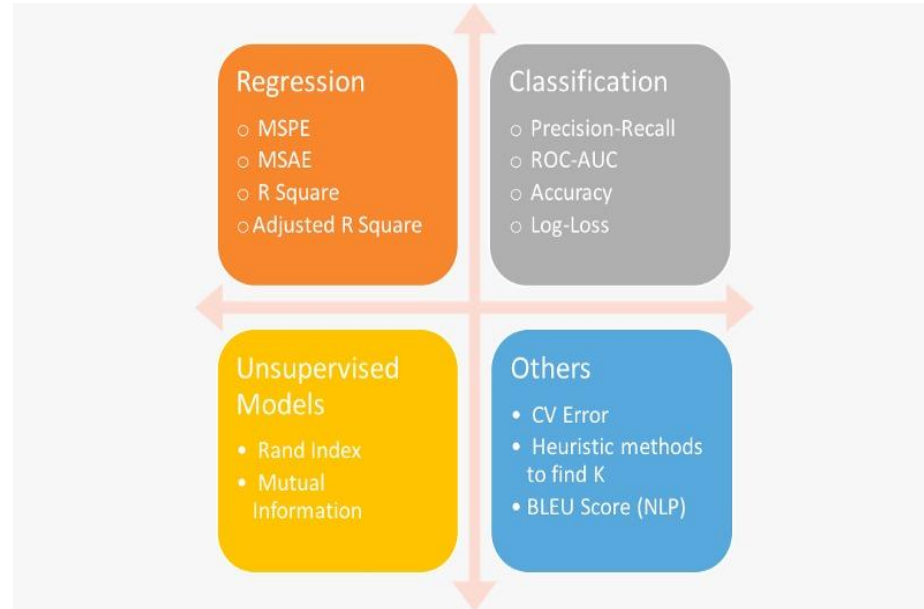 Regression
○ MSPE
○ MSAE
○ R Square
○ Adjusted R Square
Classification
○ Precision-Recall
○ ROC-AUC
○ Accuracy
○ Log-Loss
Unsupervised
Models
• Rand Index
• Mutual
Information
Others
• CV Error
• Heuristic methods
to find K
• BLEU Score (NLP)